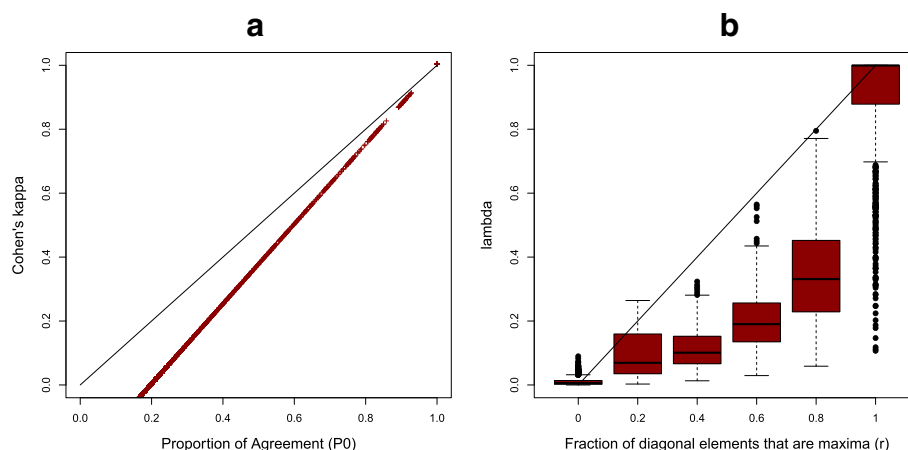 a
Cohen's kappa
0.0 0.2 0.4 0.6 0.8 1.0
0.0 0.2 0.4 0.6 0.8 1.0
Proportion of Agreement (P0)
b
lambda
0.0 0.2 0.4 0.6 0.8 1.0
0 0.2 0.4 0.6 0.8 1
Fraction of diagonal elements that are maxima (r)